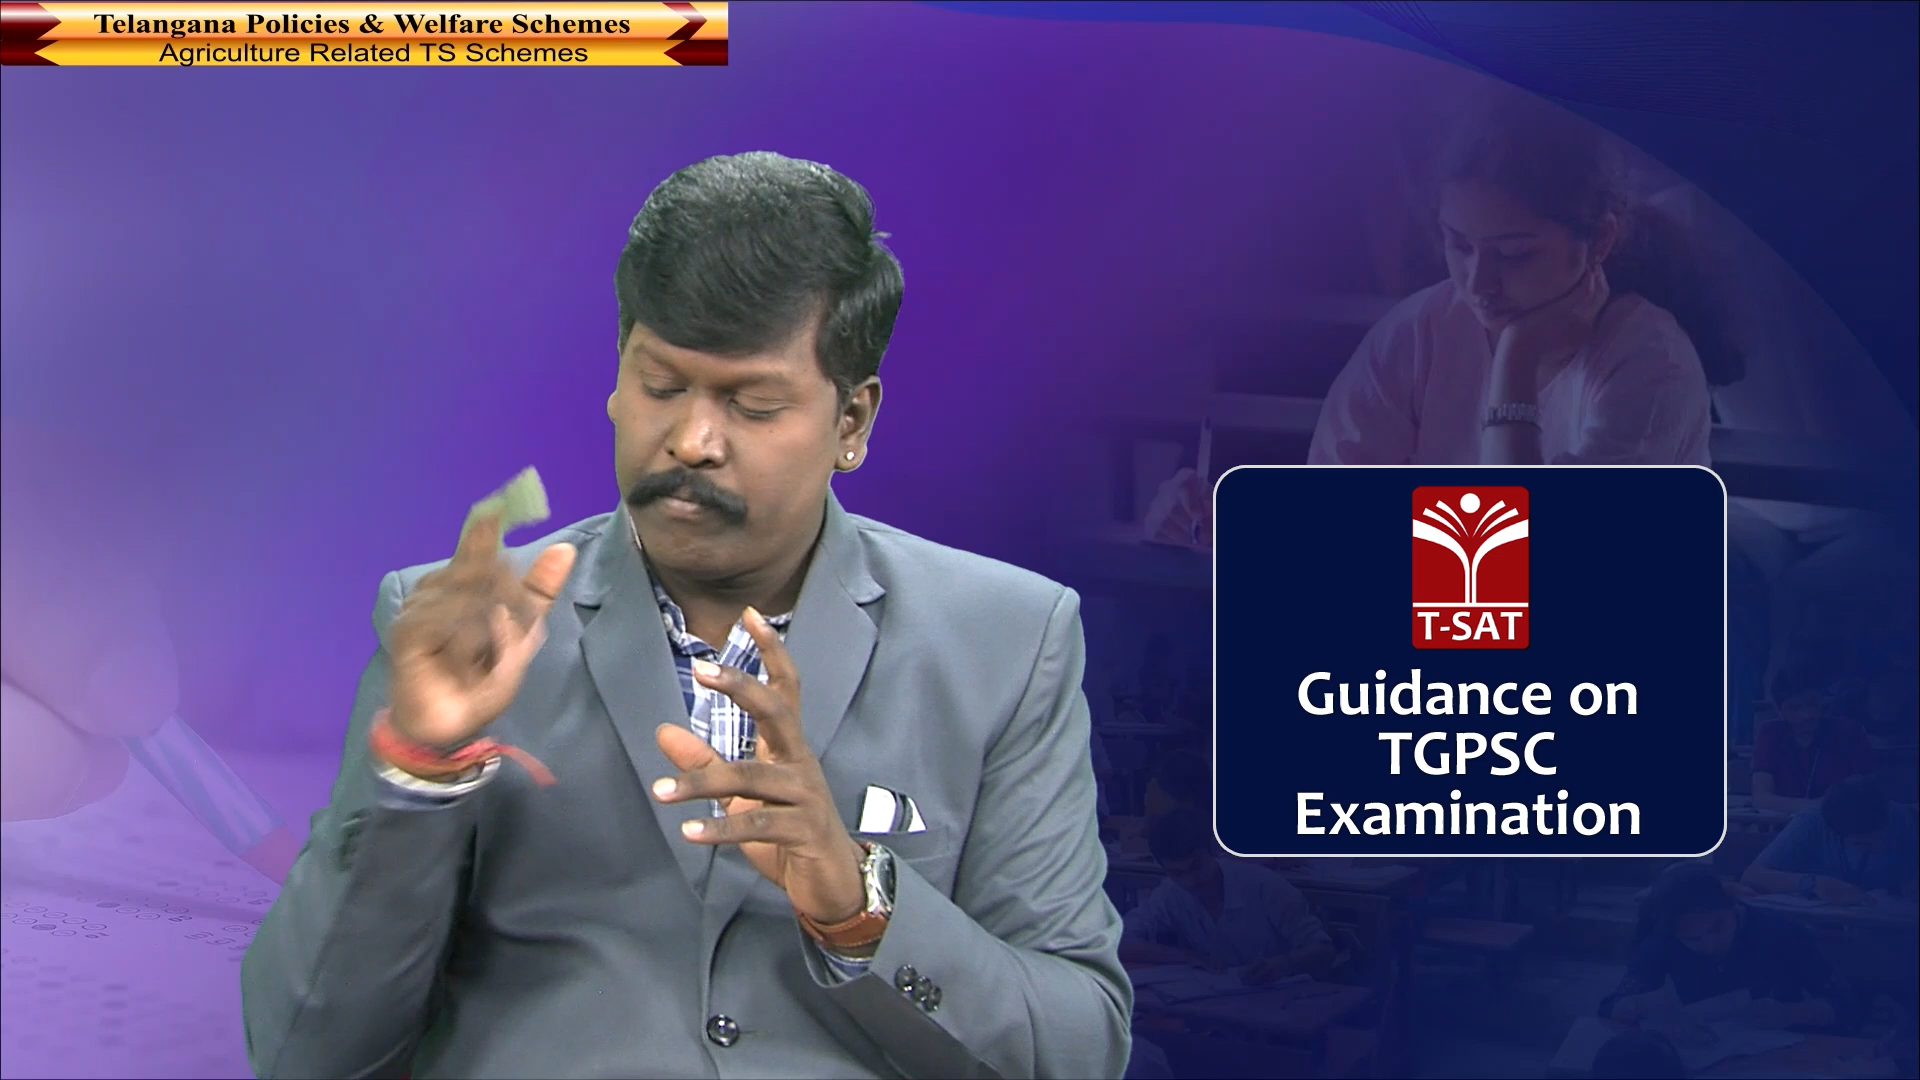 Telangana Policies & Welfare Schemes
Agriculture Related TS Schemes
T-SAT
Guidance on
TGPSC
Examination